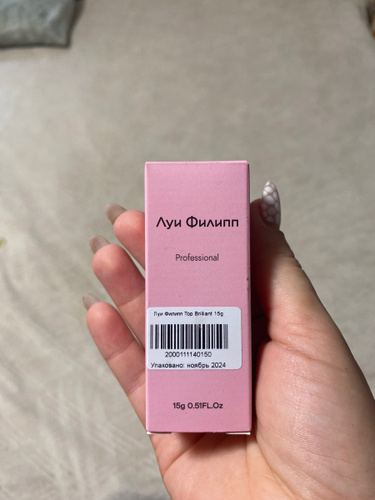 Луи Филипп
Professional
Луи Филипп Top Brilliant 15g
2000111140150
Упаковано: ноябрь 2024
15g 0.51FL.Oz